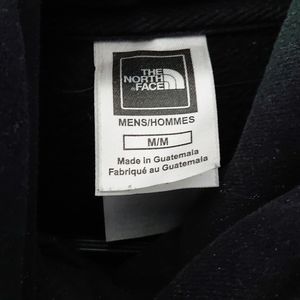 THE
NORTH
FACE
MENS/HOMMES
M/M
Made in Guatemala
Fabriqué au Guatemala